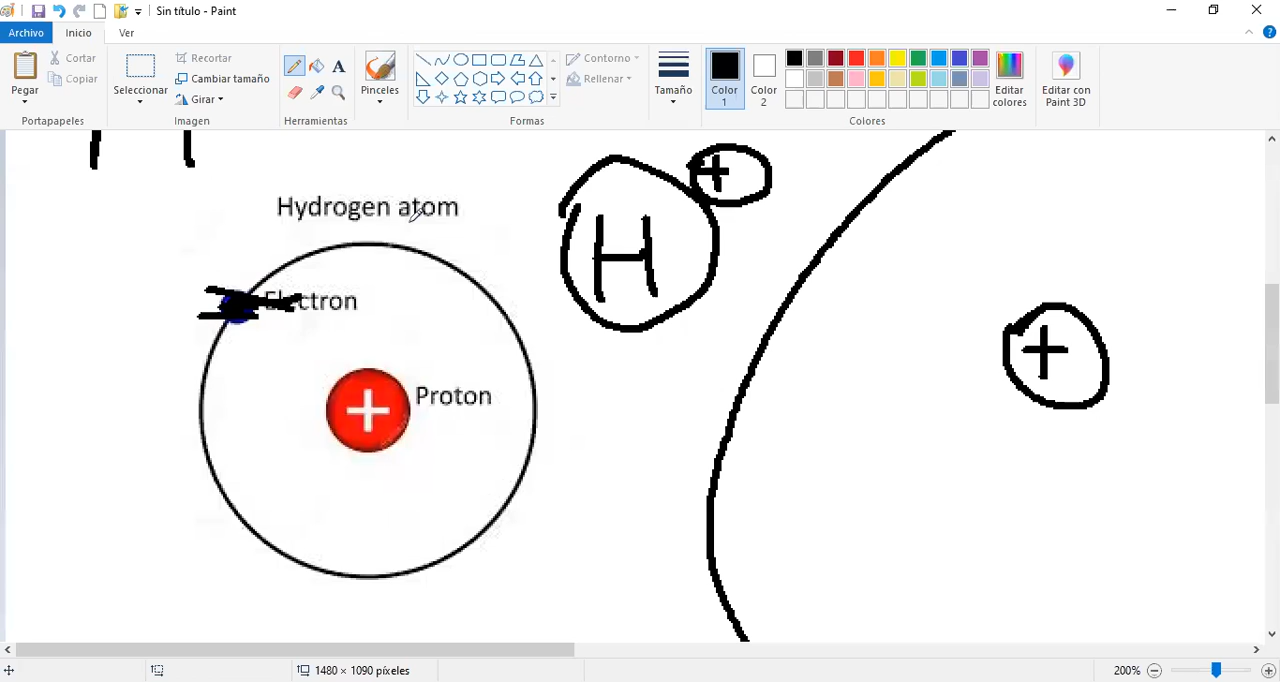 Sin título - Paint
Archivo Inicio Ver
Pegar
Cortar
Copiar
Portapapeles
Seleccionar
Recortar
Cambiar tamaño
Girar
Imagen
A
Herramientas
Pinceles
Contorno
Rellenar
Formas
Tamaño
Color 1
Color 2
Editar colores
Editar con Paint 3D
Colores
Hydrogen atom
Electron
+ Proton
H +
+
1480 × 1090 píxeles 200%